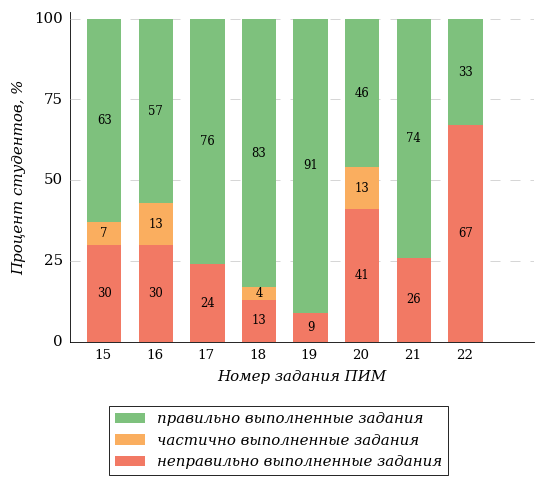 Процент студентов, %
100
75
50
25
0
63 57 76 83 91 46 74 33
7 13 4 13
30 30 24 13 9 41 26 67
15 16 17 18 19 20 21 22
Номер задания ПИМ
правильно выполненные задания
частично выполненные задания
неправильно выполненные задания